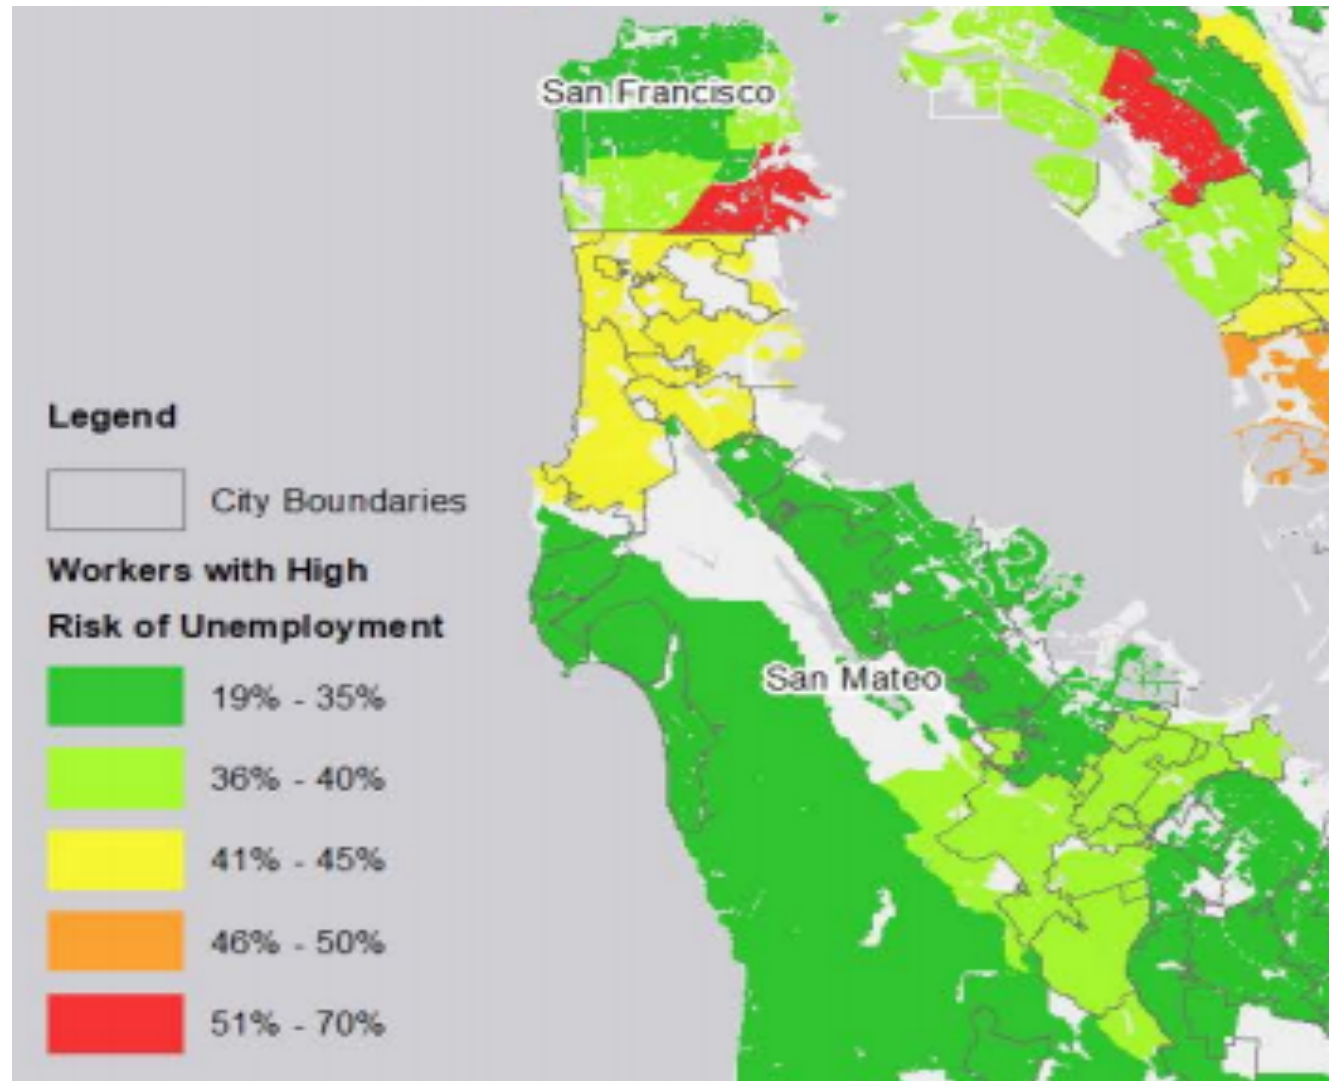 San Francisco
Legend
City Boundaries
Workers with High
Risk of Unemployment
San Mateo
19% - 35%
36% - 40%
41% - 45%
46% - 50%
51% - 70%